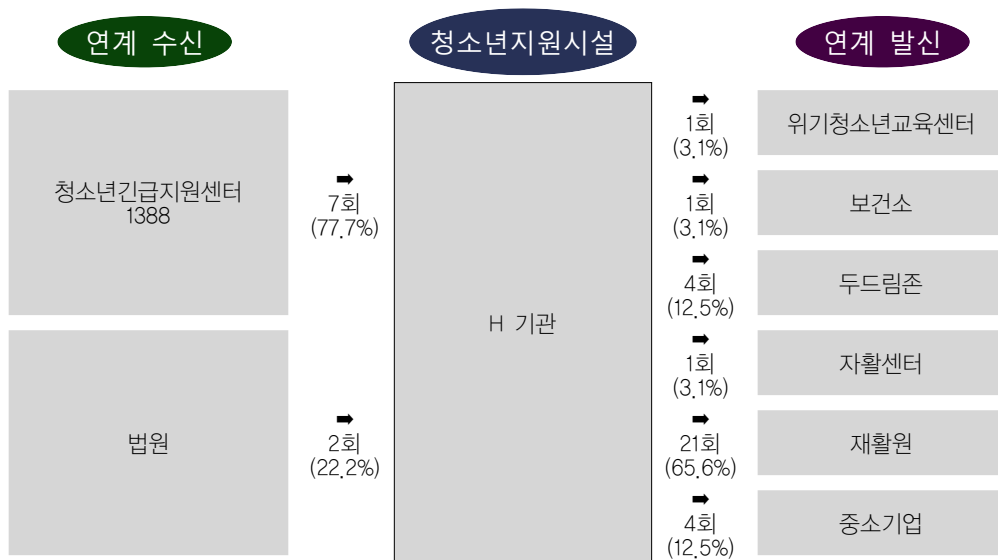 연계 수신
청소년지원시설
연계 발신
청소년긴급지원센터
1388
➡
7회
(77.7%)
법원
➡
2회
(22.2%)
H 기관
➡
1회
(3.1%)
위기청소년교육센터
➡
1회
(3.1%)
보건소
➡
4회
(12.5%)
두드림존
➡
1회
(3.1%)
자활센터
➡
21회
(65.6%)
재활원
➡
4회
(12.5%)
중소기업